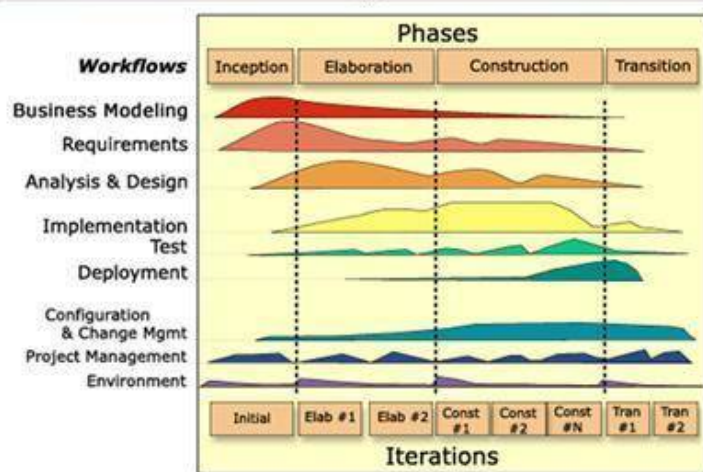 Phases
Workflows
Inception
Elaboration
Construction
Transition
Business Modeling
Requirements
Analysis & Design
Implementation
Test
Deployment
Configuration
& Change Mgmt
Project Management
Environment
Initial
Elab #1
Elab #2
Const
#1
Const
#2
Const
#N
Tran
#1
Tran
#2
Iterations